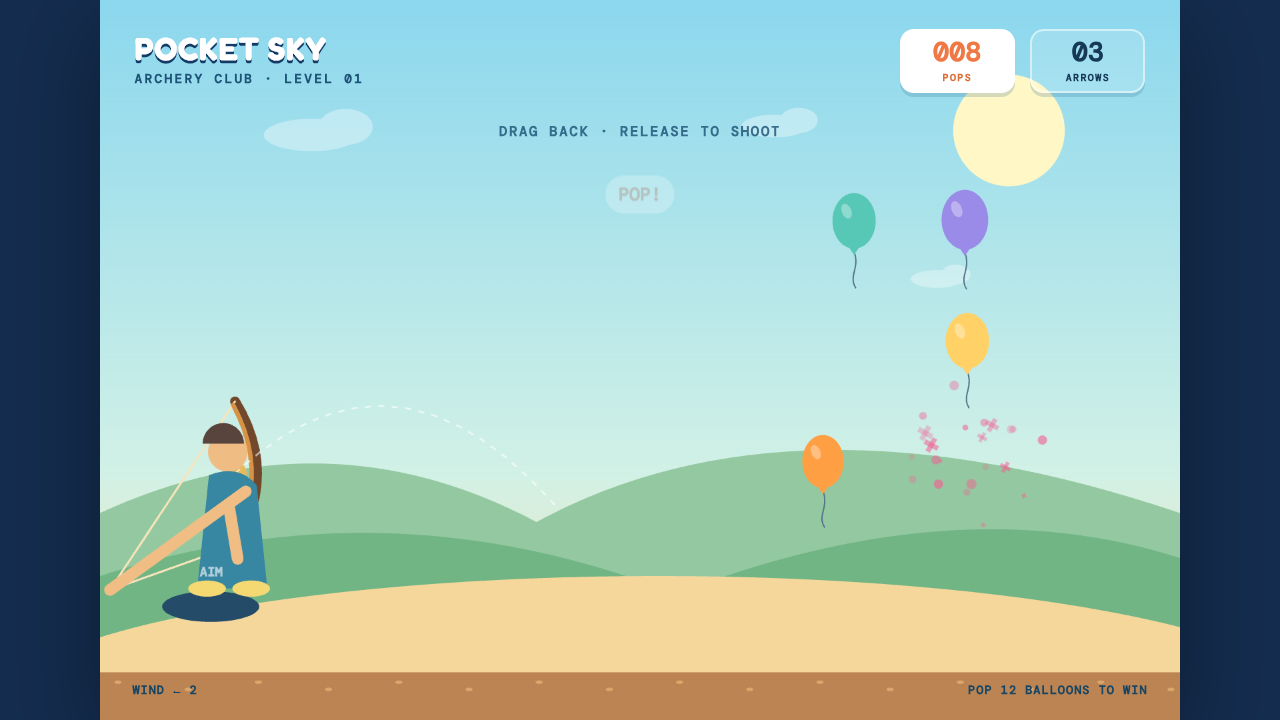 POCKET SKY
ARCHERY CLUB · LEVEL 01
008
POPS
03
ARROWS
DRAG BACK · RELEASE TO SHOOT
POP!
AIM
WIND ← 2
POP 12 BALLOONS TO WIN